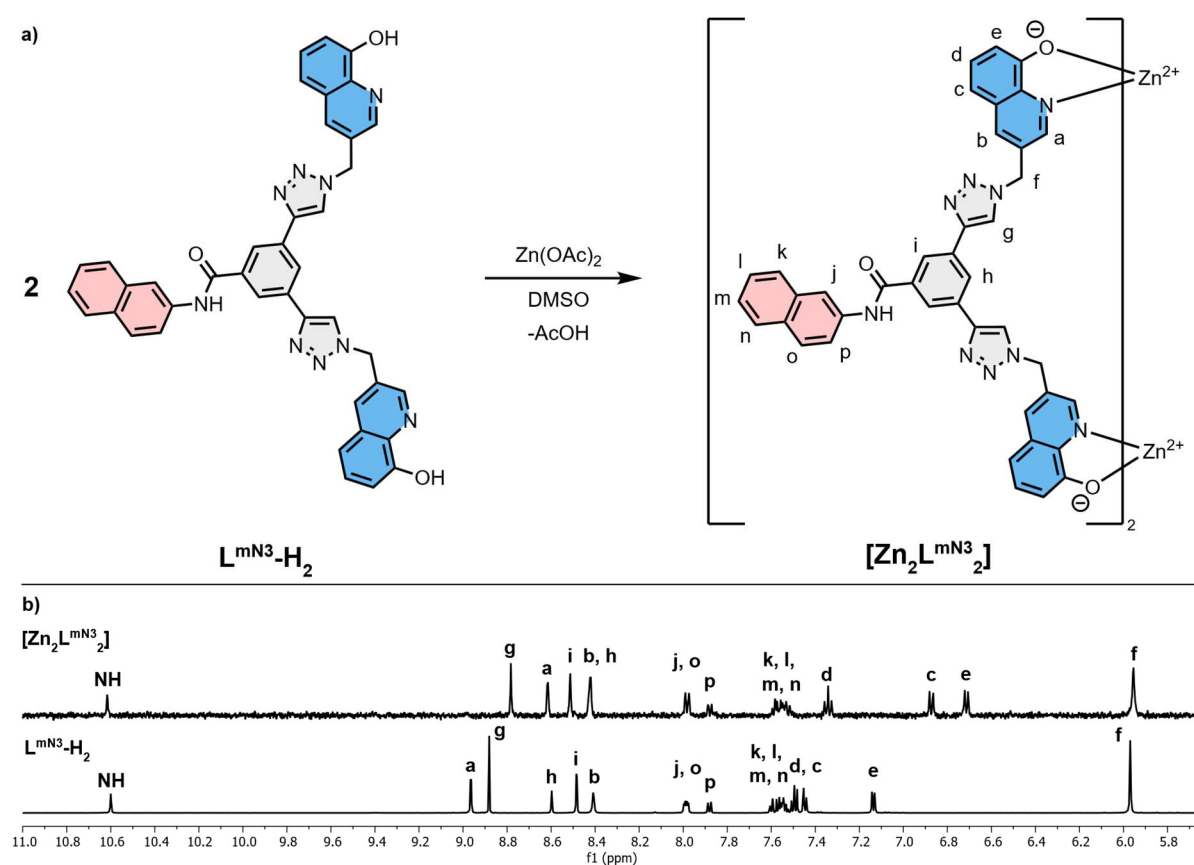 a)
OH
N
N N N
O
NH
2
N N N
N
OH
L^mN3-H₂
Zn(OAc)₂
DMSO
-AcOH
e
⊖
O
d
Zn²⁺
c
N
b
a
f
N N N
g
i
k
l
O
j
h
m
NH
n
o
p
N N N
N
Zn²⁺
O
⊖
2
[Zn₂L^mN3₂]
b)
[Zn₂L^mN3₂]
NH
g
a
i
b, h
j, o
p
k, l,
m, n
d
c
e
f
L^mN3-H₂
NH
a
g
h
i
b
j, o
p
k, l,
m, n
d, c
e
f
11.0 10.8 10.6 10.4 10.2 10.0 9.8 9.6 9.4 9.2 9.0 8.8 8.6 8.4 8.2 8.0 7.8 7.6 7.4 7.2 7.0 6.8 6.6 6.4 6.2 6.0 5.8
f1 (ppm)